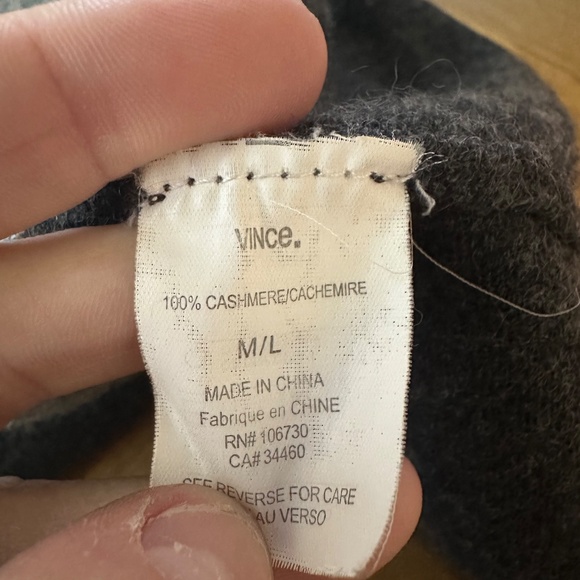 VINCe.
100% CASHMERE/CACHEMIRE
M/L
MADE IN CHINA
Fabrique en CHINE
RN# 106730
CA# 34460
SEE REVERSE FOR CARE
AU VERSO